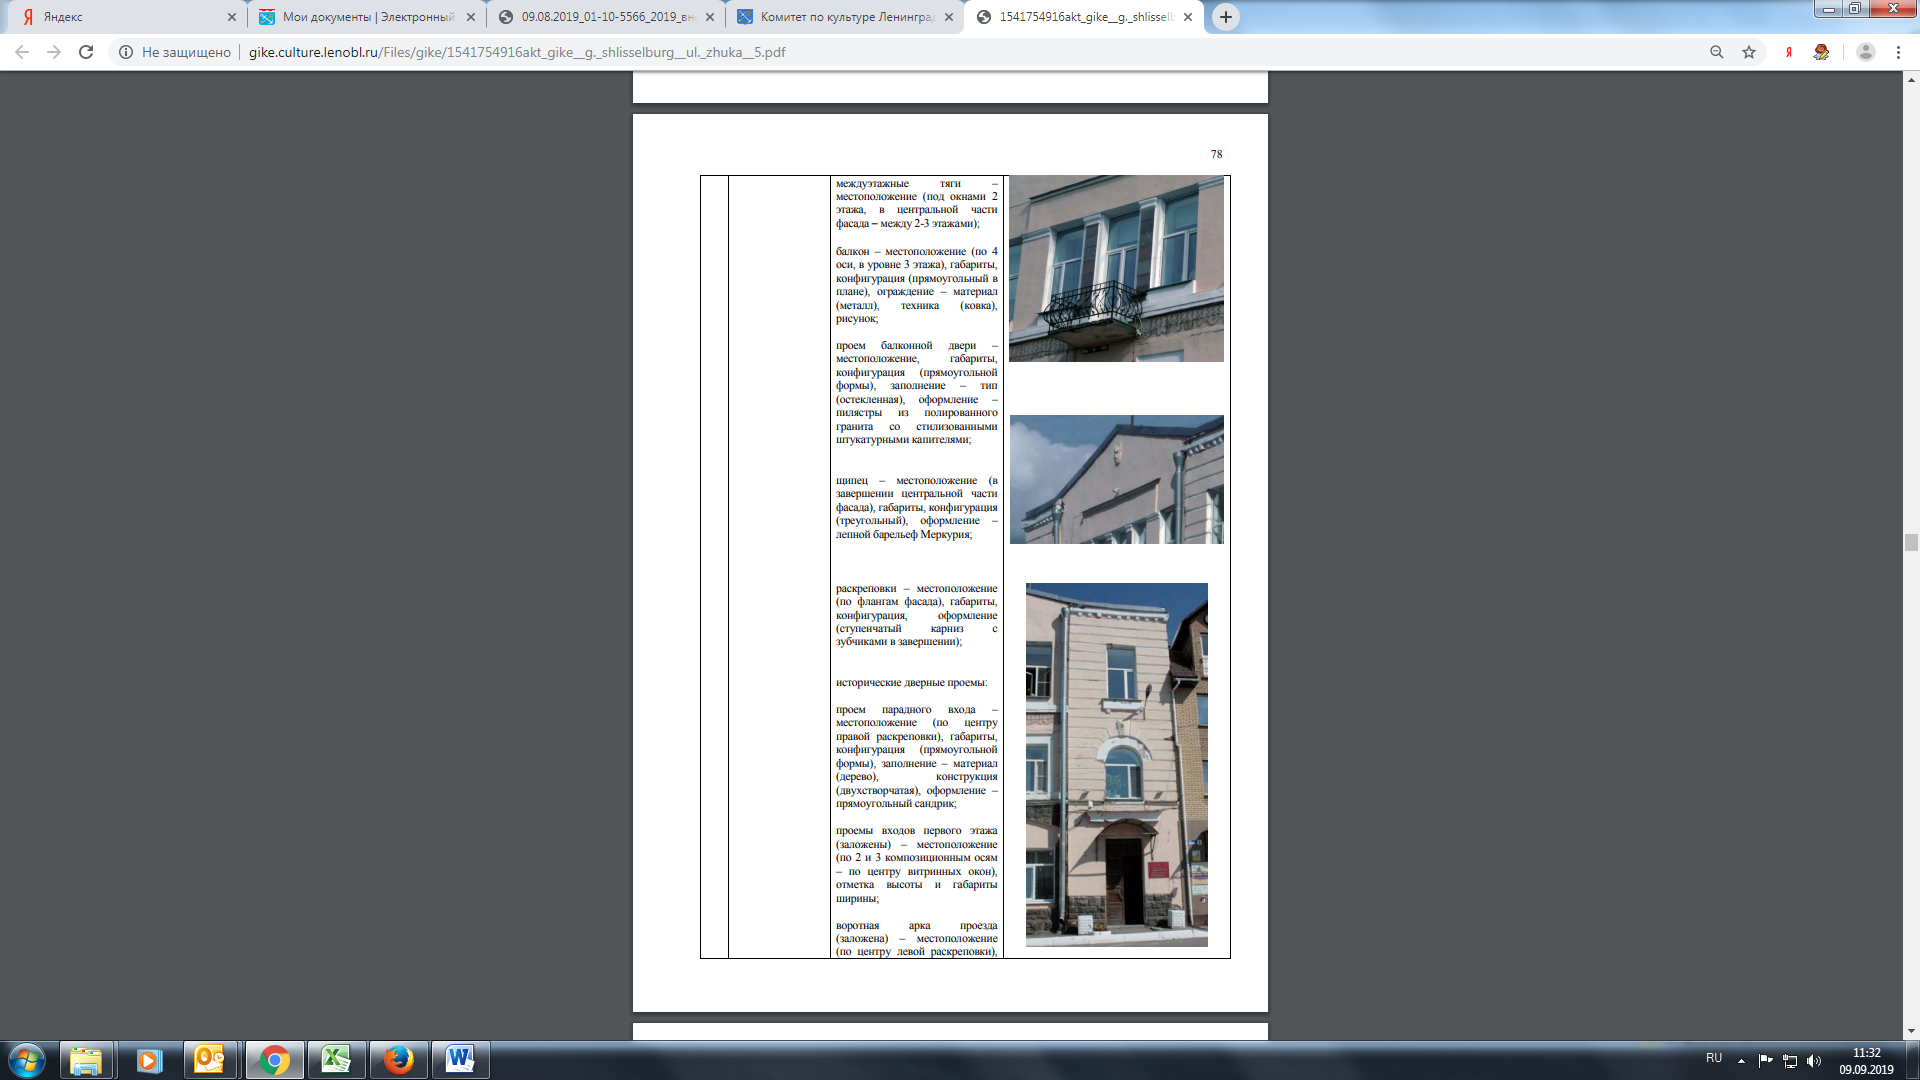 Яндекс
Мои документы | Электронный
09.08.2019_01-10-5566_2019_вн
Комитет по культуре Ленингра
1541754916akt_gike__g._shlissel
Не защищено
gike.culture.lenobl.ru/Files/gike/1541754916akt_gike__g._shlisselburg__ul._zhuka__5.pdf
78
междуэтажные тяги –
местоположение (под окнами 2
этажа, в центральной части
фасада – между 2-3 этажами);
балкон – местоположение (по 4
оси, в уровне 3 этажа), габариты,
конфигурация (прямоугольный в
плане), ограждение – материал
(металл), техника (ковка),
рисунок;
проем балконной двери –
местоположение, габариты,
конфигурация (прямоугольной
формы), заполнение – тип
(остекленная), оформление –
пилястры из полированного
гранита со стилизованными
штукатурными капителями;
щипец – местоположение (в
завершении центральной части
фасада), габариты, конфигурация
(треугольный), оформление –
лепной барельеф Меркурия;
раскреповки – местоположение
(по флангам фасада), габариты,
конфигурация, оформление
(ступенчатый карниз с
зубчиками в завершении);
исторические дверные проемы:
проем парадного входа –
местоположение (по центру
правой раскреповки), габариты,
конфигурация (прямоугольной
формы), заполнение – материал
(дерево), конструкция
(двухстворчатая), оформление –
прямоугольный сандрик;
проемы входов первого этажа
(заложены) – местоположение
(по 2 и 3 композиционным осям
– по центру витринных окон),
отметка высоты и габариты
ширины;
воротная арка проезда
(заложена) – местоположение
(по центру левой раскреповки),
RU
11:32
09.09.2019